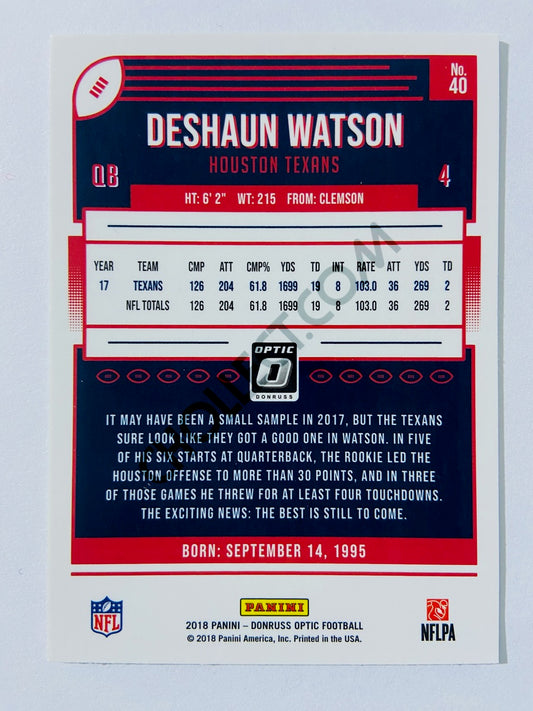 No.
40
DESHAUN WATSON
HOUSTON TEXANS
QB
4
HT: 6' 2" WT: 215 FROM: CLEMSON
YEAR TEAM CMP ATT CMP% YDS TD INT RATE ATT YDS TD
17 TEXANS 126 204 61.8 1699 19 8 103.0 36 269 2
NFL TOTALS 126 204 61.8 1699 19 8 103.0 36 269 2
OPTIC
DONRUSS
IT MAY HAVE BEEN A SMALL SAMPLE IN 2017, BUT THE TEXANS
SURE LOOK LIKE THEY GOT A GOOD ONE IN WATSON. IN FIVE
OF HIS SIX STARTS AT QUARTERBACK, THE ROOKIE LED THE
HOUSTON OFFENSE TO MORE THAN 30 POINTS, AND IN THREE
OF THOSE GAMES HE THREW FOR AT LEAST FOUR TOUCHDOWNS.
THE EXCITING NEWS: THE BEST IS STILL TO COME.
BORN: SEPTEMBER 14, 1995
NFL
PANINI
2018 PANINI – DONRUSS OPTIC FOOTBALL
© 2018 Panini America, Inc. Printed in the USA.
NFLPA